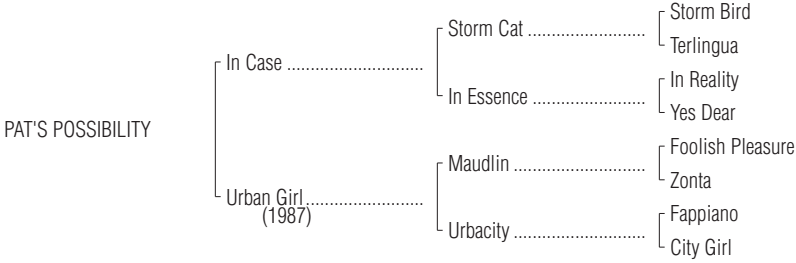 Storm Bird
Storm Cat ..........................
Terlingua
In Case ..............................
In Reality
In Essence .........................
Yes Dear
PAT'S POSSIBILITY
Foolish Pleasure
Maudlin .............................
Zonta
Urban Girl..........................
(1987)
Fappiano
Urbacity .............................
City Girl